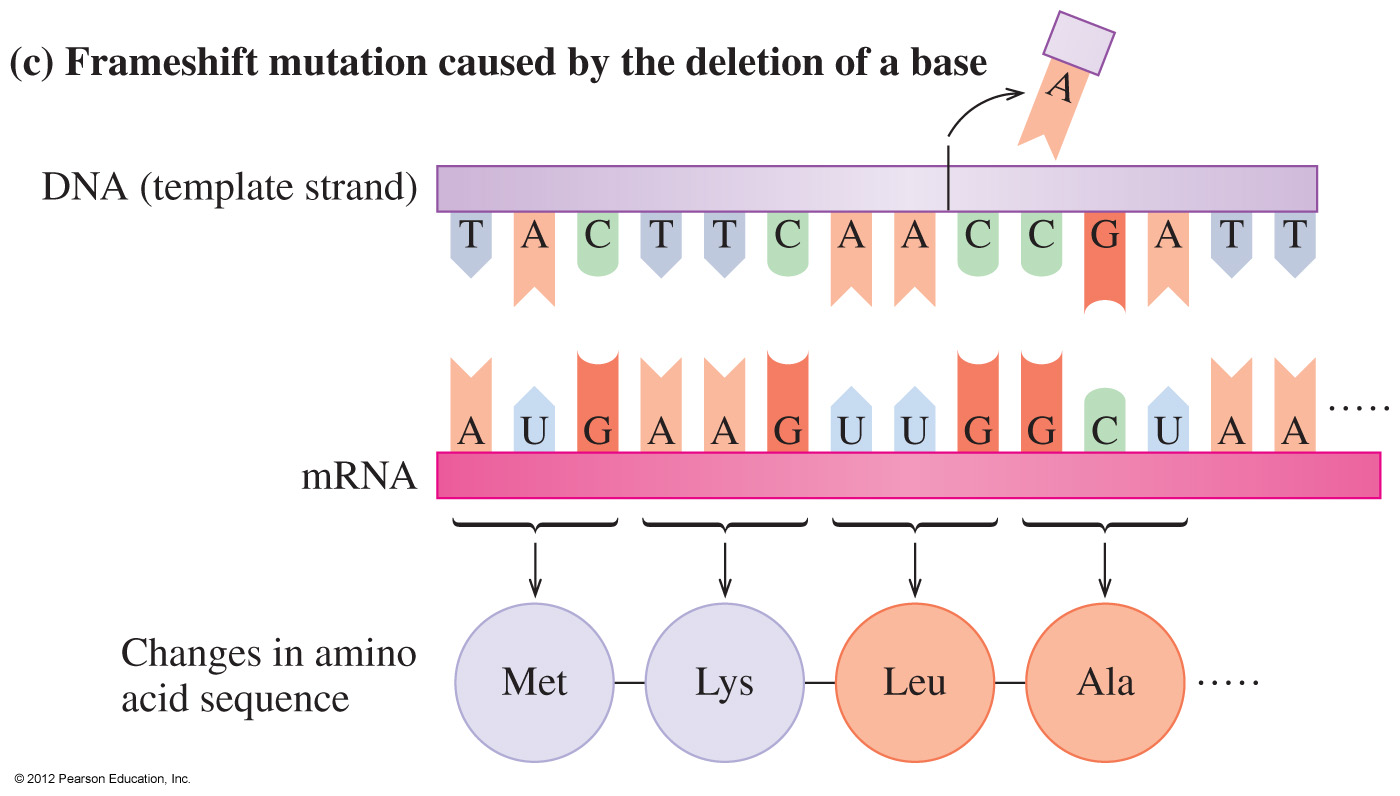 (c) Frameshift mutation caused by the deletion of a base
A
DNA (template strand)
T A C T T C A A C C G A T T
A U G A A G U U G G C U A A .....
mRNA
Changes in amino
acid sequence
Met Lys Leu Ala .....
© 2012 Pearson Education, Inc.